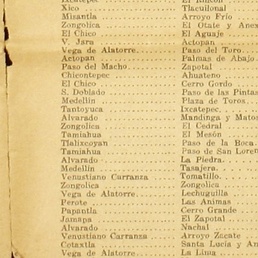 Ixcatepec. El Rincón
Xico Tlacuilonal
Misantla Arroyo Frío
Zongolica El Otate y Anex
El Chico El Aguaje
V. Jara Actopan
Vega de Alatorre. Paso del Toro.
Actopan Palmas de Abajo
Paso del Macho. Zapotal
Chicontepec Ahuateno
El Chico Cerro Gordo
S. Doblado Paso de las Pintas
Medellín Plaza de Toros.
Tantoyuca Ixcatepec.
Alvarado Mandinga y Matos
Zongolica El Cedral
Tamiahua El Mesón
Tlalixcoyan Paso de la Boca.
Tamiahua Paso de San Loren
Alvarado La Piedra.
Medellín Tasajera.
Venustiano Carranza Tomatillo.
Zongolica Zongolica
Vega de Alatorre. Lechuguilla
Perote Las Animas
Papantla Cerro Grande
Jamapa El Zapotal
Alvarado Nachal
Venustiano Carranza Arroyo Zacate
Cotaxtla Santa Lucía y An
Vega de Alatorre. La Lima